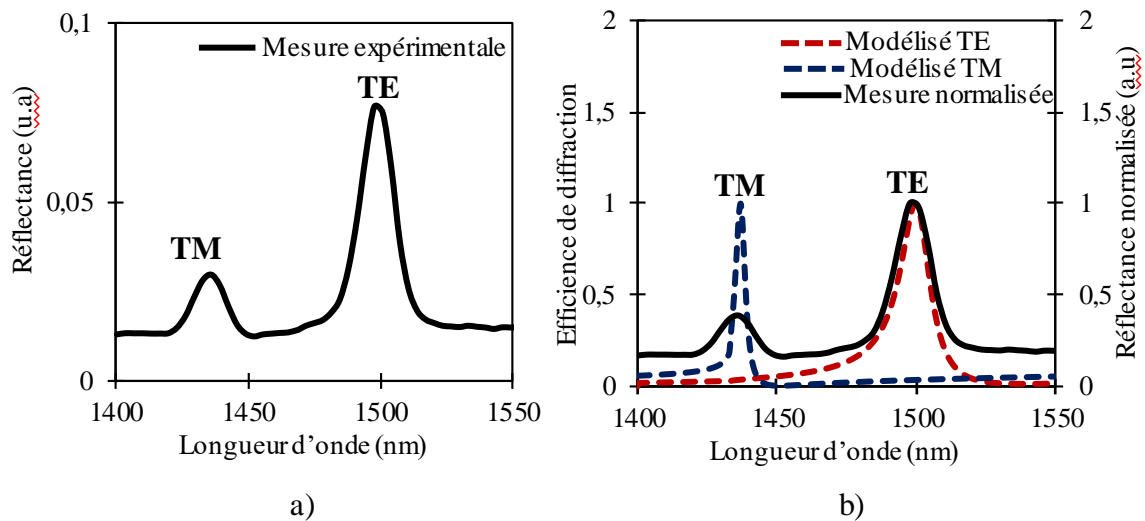 0,1
0,05
0
Réflectance (u.a)
Mesure expérimentale
TE
TM
1400
1450
1500
1550
Longueur d’onde (nm)
a)
2
1,5
1
0,5
0
Efficience de diffraction
Modélisé TE
Modélisé TM
Mesure normalisée
TM
TE
2
1,5
1
0,5
0
Réflectance normalisée (a.u)
1400
1450
1500
1550
Longueur d’onde (nm)
b)